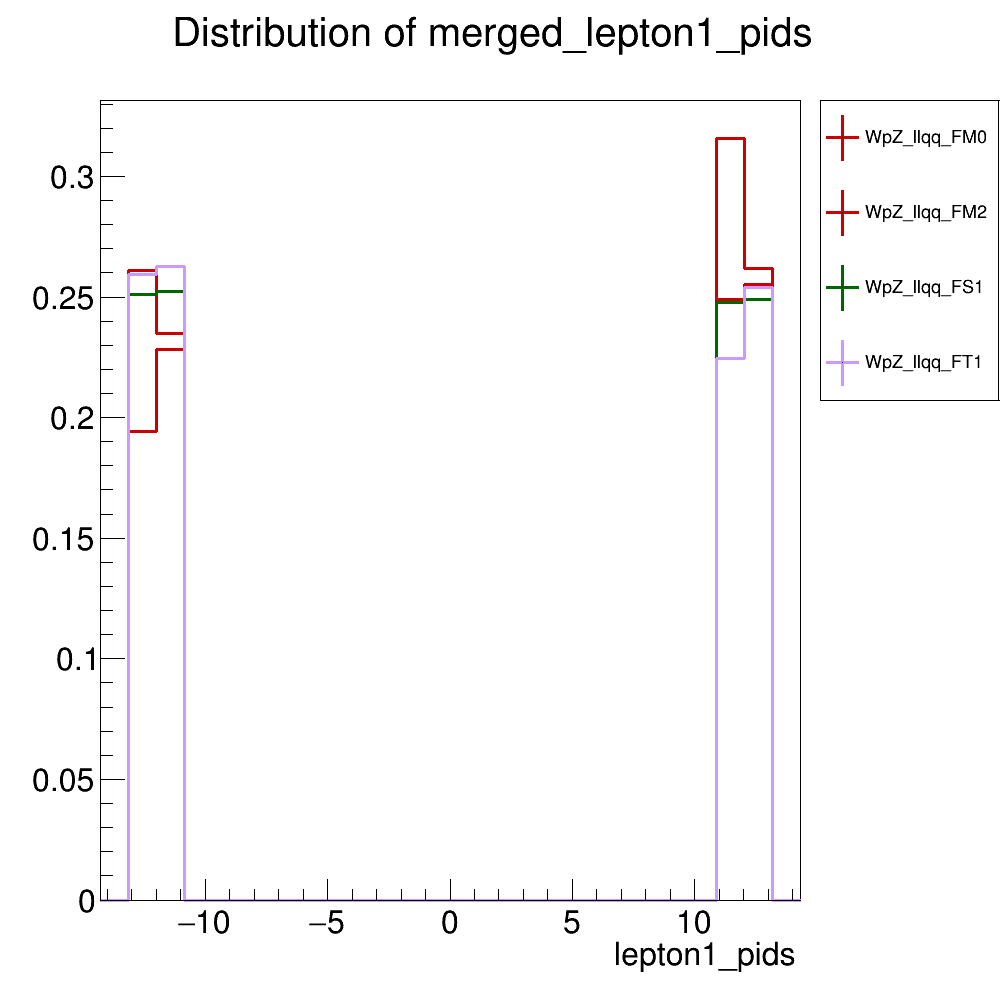 Distribution of merged_lepton1_pids
0.3
0.25
0.2
0.15
0.1
0.05
0
−10
−5
0
5
10
lepton1_pids
WpZ_llqq_FM0
WpZ_llqq_FM2
WpZ_llqq_FS1
WpZ_llqq_FT1